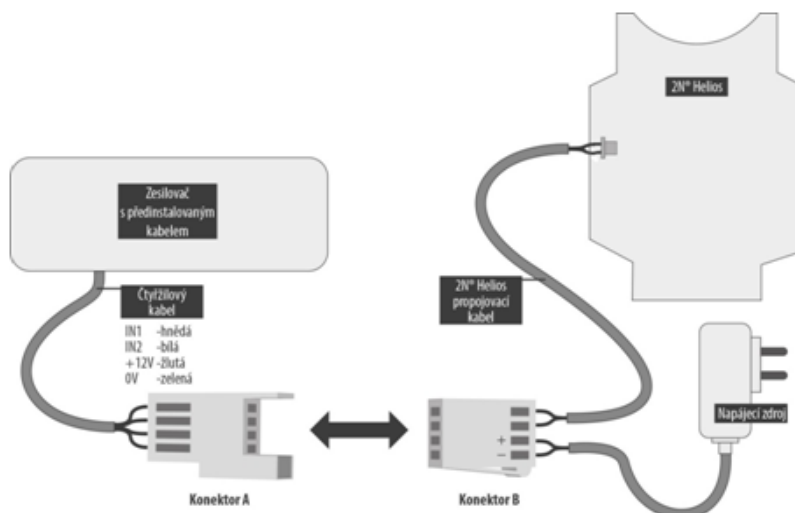 2N® Helios
Zesilovač
s předinstalovaným
kabelem
Čtyřžilový
kabel
IN1 -hnědá
IN2 -bílá
+12V -žlutá
0V -zelená
2N® Helios
propojovací
kabel
Napájecí zdroj
+
−
Konektor A
Konektor B